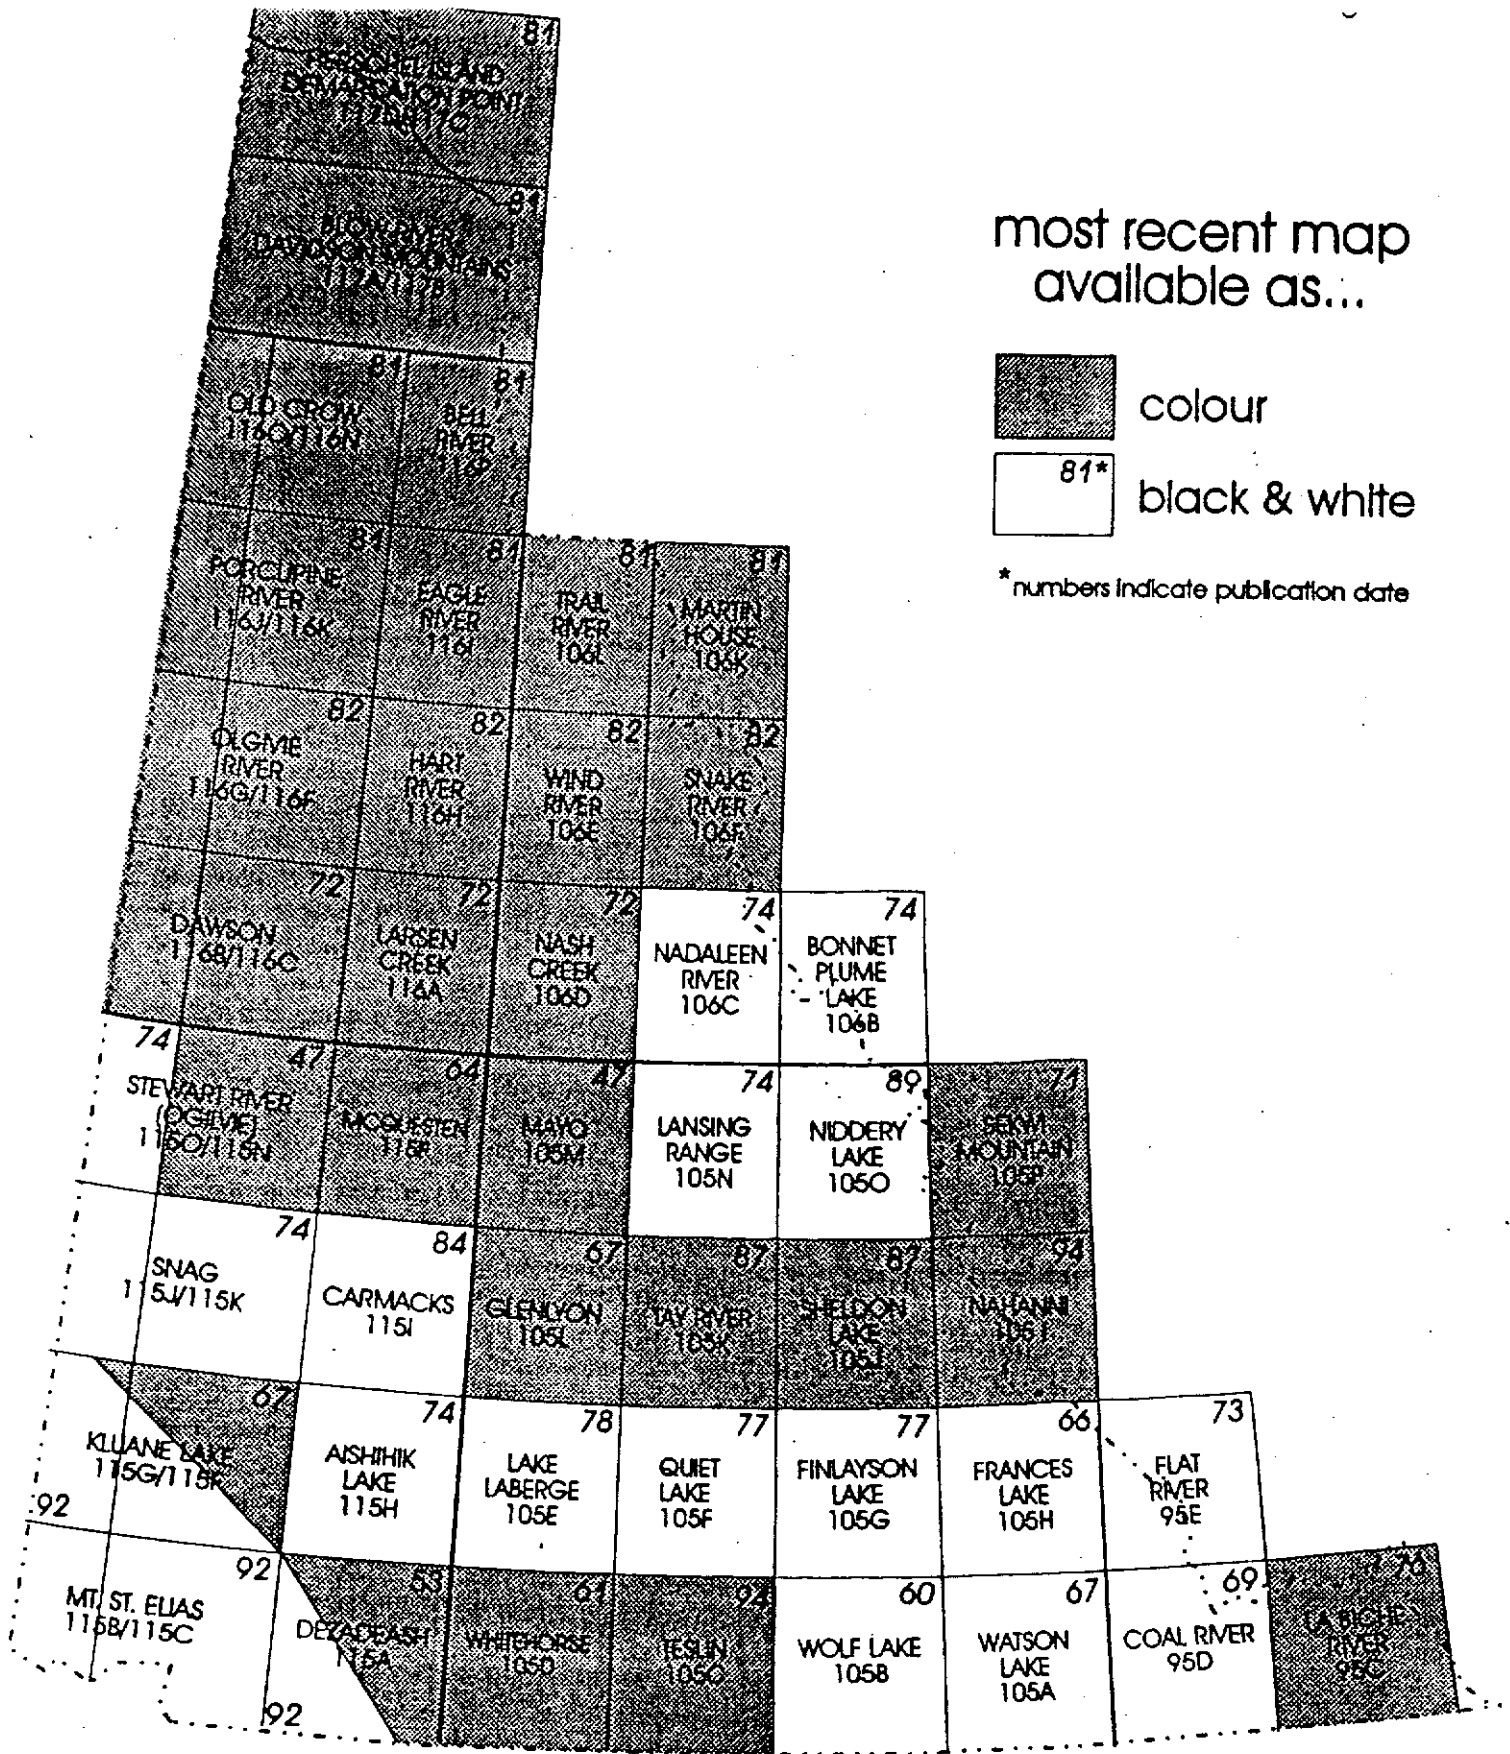 81
HERSCHEL ISLAND
DEMARCATION POINT
117D/117C
81
BLOW RIVER
DAVIDSON MOUNTAINS
117A/117B
most recent map
available as...
colour
81*
black & white
*numbers indicate publication date
81
OLD CROW
116O/116N
81
BELL
RIVER
116P
81
PORCUPINE
RIVER
116J/116K
81
EAGLE
RIVER
116I
81
TRAIL
RIVER
106L
81
MARTIN
HOUSE
106K
82
OLGIVIE
RIVER
116G/116F
82
HART
RIVER
116H
82
WIND
RIVER
106E
82
SNAKE
RIVER
106F
72
DAWSON
116B/116C
72
LARSEN
CREEK
116A
72
NASH
CREEK
106D
74
NADALEEN
RIVER
106C
74
BONNET
PLUME
LAKE
106B
74
47
STEWART RIVER
(OGILVIE)
115O/115N
64
MCQUESTEN
115P
47
MAYO
105M
74
LANSING
RANGE
105N
89
NIDDERY
LAKE
105O
71
SEKWI
MOUNTAIN
105P
74
SNAG
115J/115K
84
CARMACKS
115I
67
GLENLYON
105L
87
TAY RIVER
105K
87
SHELDON
LAKE
105J
94
NAHANNI
105I
67
KLUANE LAKE
115G/115F
92
74
AISHIHIK
LAKE
115H
78
LAKE
LABERGE
105E
77
QUIET
LAKE
105F
77
FINLAYSON
LAKE
105G
66
FRANCES
LAKE
105H
73
FLAT
RIVER
95E
92
MT. ST. ELIAS
115B/115C
53
DEZADEASH
115A
92
61
WHITEHORSE
105D
94
TESLIN
105C
60
WOLF LAKE
105B
67
WATSON
LAKE
105A
69
COAL RIVER
95D
76
LA BICHE
RIVER
95C